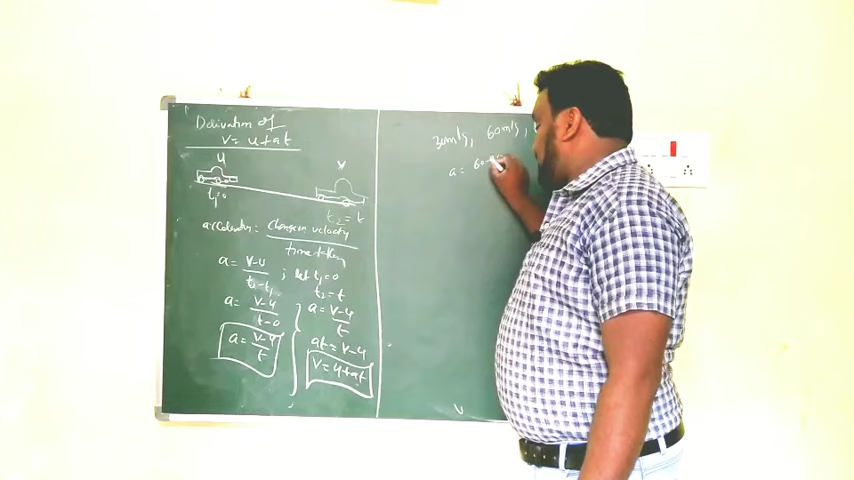 Derivation of
v = u + at
u
v
t₁=0
t₂ = t
acceleration = Change in velocity
time taken
a = v-u
t₂-t₁
; let t₁=0
t₂ = t
a = v-u
t-0
a = v-u
t
a = v-u
t
at = v-u
v = u+at
30m/s, 60m/s,
a = 60-